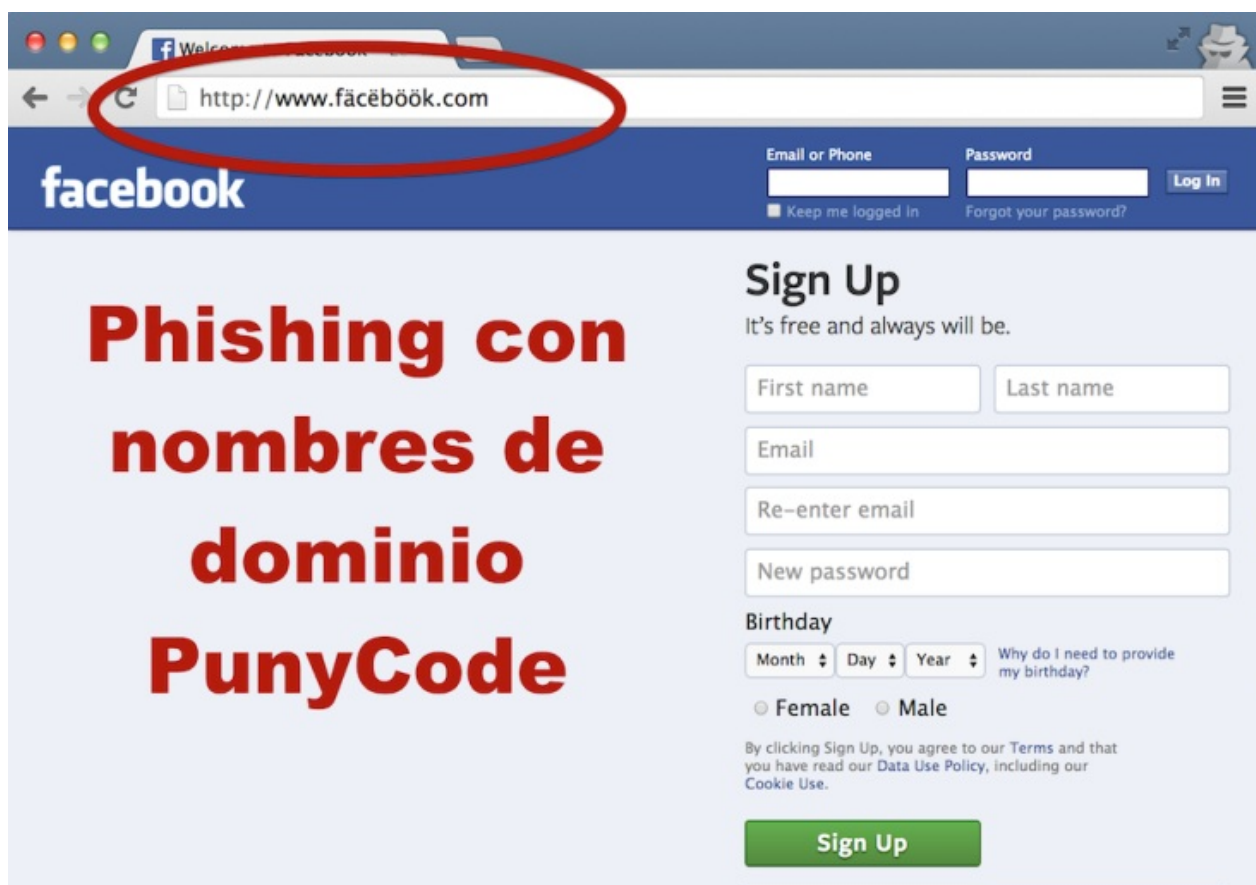 http://www.fäcëböök.com
facebook
Email or Phone
Password
Log In
Keep me logged in
Forgot your password?
Phishing con
nombres de
dominio
PunyCode
Sign Up
It's free and always will be.
First name
Last name
Email
Re-enter email
New password
Birthday
Month
Day
Year
Why do I need to provide
my birthday?
Female
Male
By clicking Sign Up, you agree to our Terms and that
you have read our Data Use Policy, including our
Cookie Use.
Sign Up